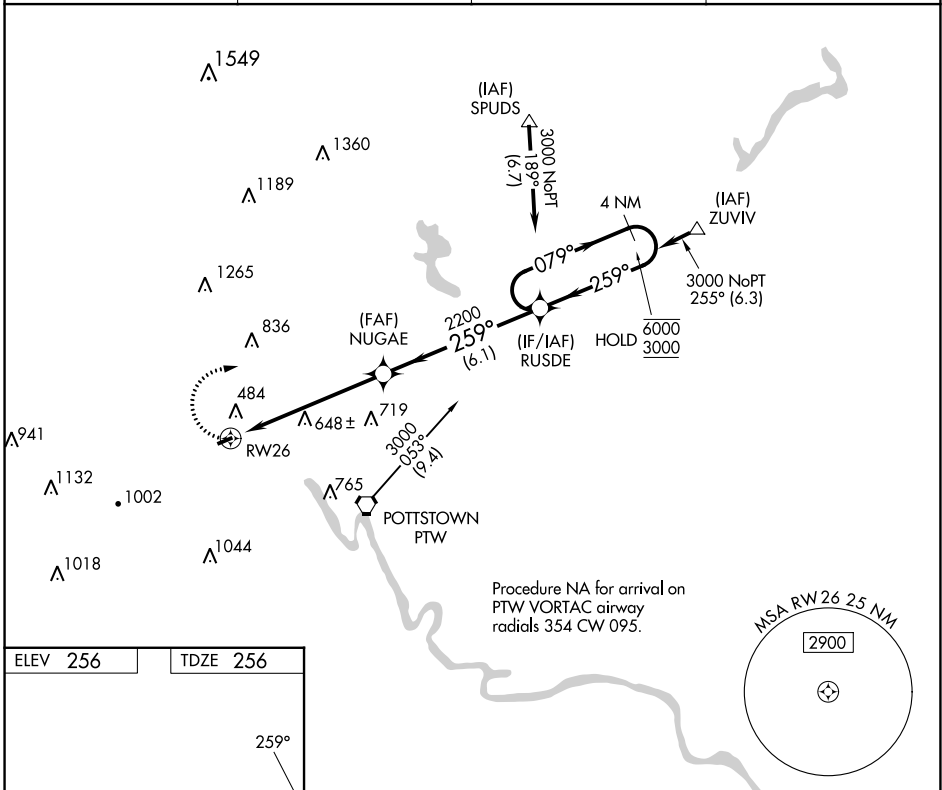 1549
(IAF)
SPUDS
3000 NoPT
189°
(6.7)
1360
1189
4 NM
(IAF)
ZUVIV
079°
259°
3000 NoPT
255° (6.3)
1265
(FAF)
NUGAE
2200
259°
(6.1)
(IF/IAF)
RUSDE
HOLD
6000
3000
836
484
648 ±
719
941
RW26
3000
053°
(9.4)
1132
1002
765
POTTSTOWN
PTW
1044
1018
Procedure NA for arrival on
PTW VORTAC airway
radials 354 CW 095.
MSA RW 26 25 NM
2900
ELEV 256
TDZE 256
259°